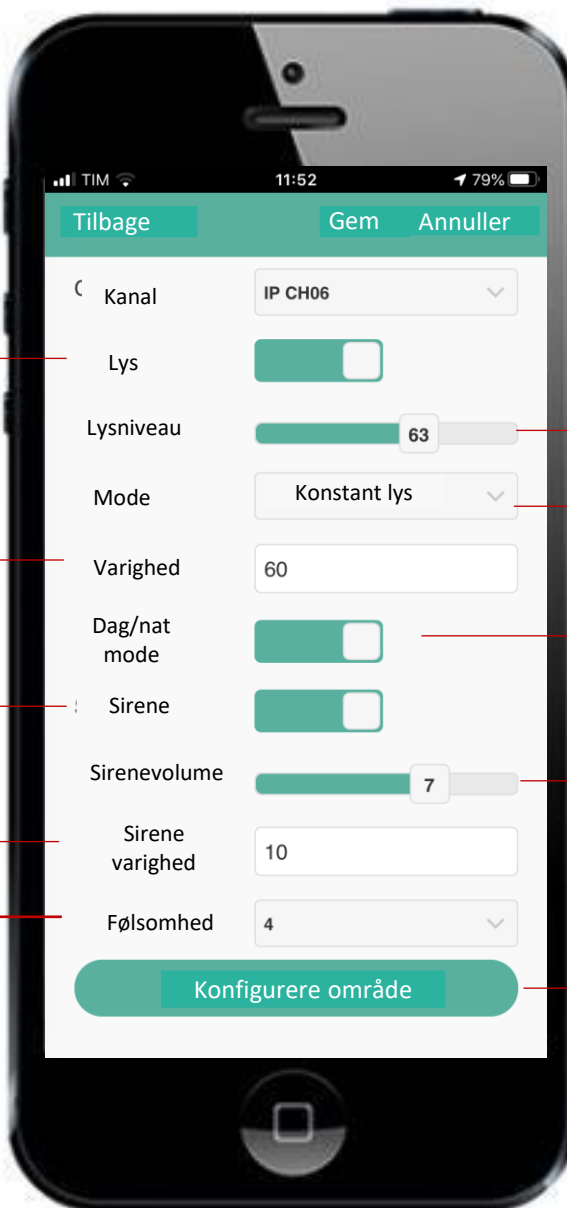 TIM 11:52 79%
Tilbage Gem Annuller
Kanal IP CH06
Lys
Lysniveau 63
Mode Konstant lys
Varighed 60
Dag/nat
mode
Sirene
Sirenevolume 7
Sirene
varighed 10
Følsomhed 4
Konfigurere område